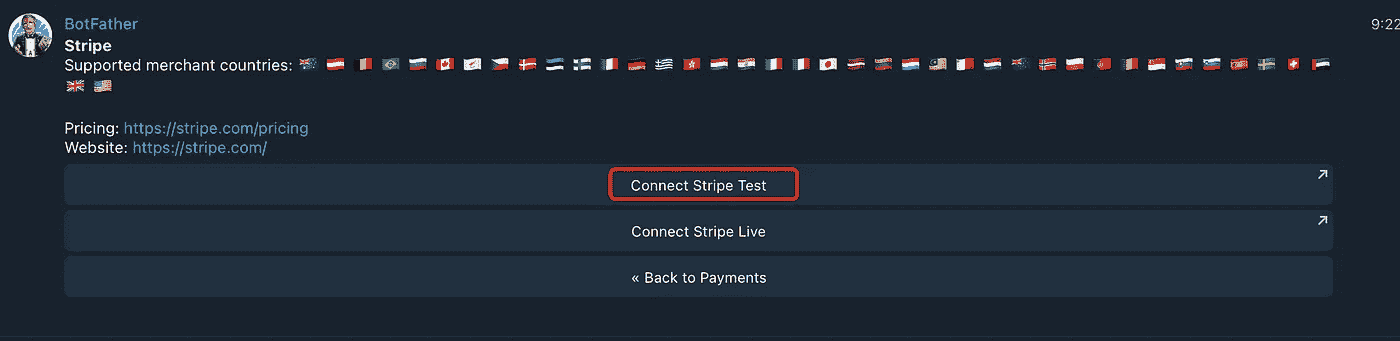 BotFather
9:22
Stripe
Supported merchant countries:
Pricing: https://stripe.com/pricing
Website: https://stripe.com/
Connect Stripe Test
Connect Stripe Live
« Back to Payments